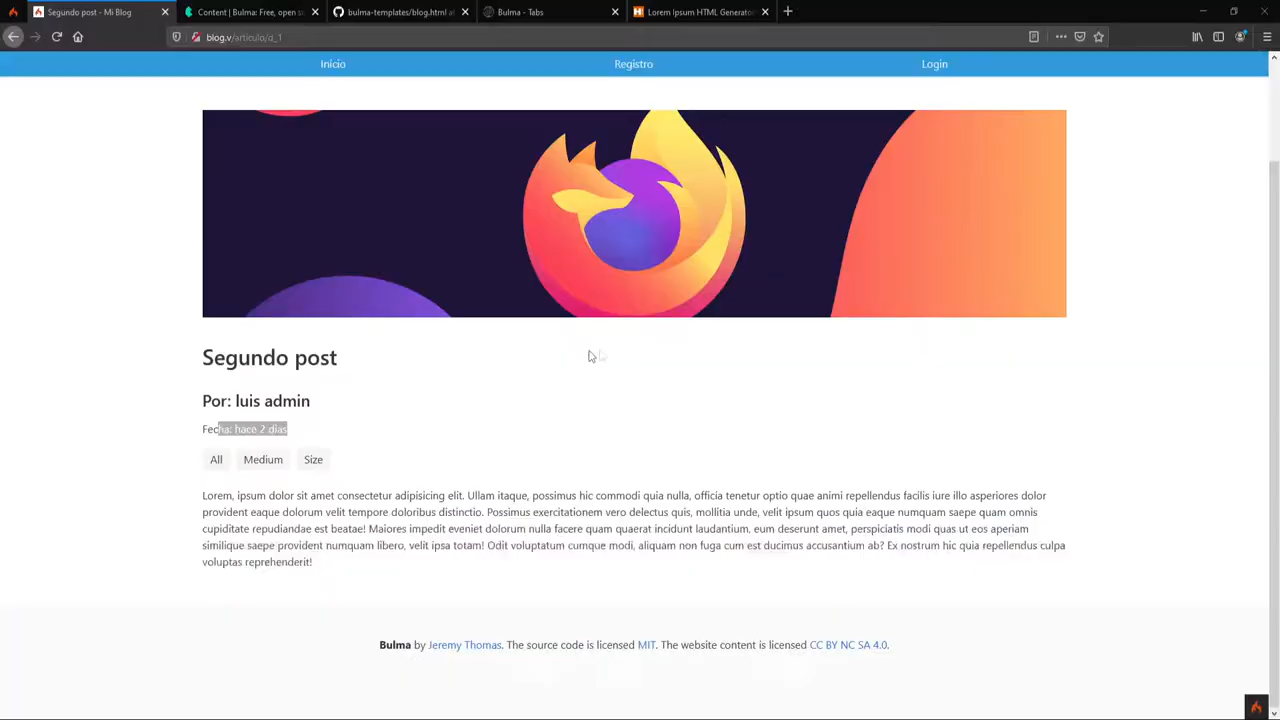 Segundo post - Mi Blog
Content | Bulma: Free, open s
bulma-templates/blog.html a
Bulma - Tabs
Lorem Ipsum HTML Generator
blog.v/articulo/
Inicio
Registro
Login
Segundo post
Por: luis admin
Fecha: hace 2 dias
All
Medium
Size
Lorem, ipsum dolor sit amet consectetur adipisicing elit. Ullam itaque, possimus hic commodi quia nulla, officia tenetur optio quae animi repellendus facilis iure illo asperiores dolor
provident eaque dolorum velit tempore doloribus distinctio. Possimus exercitationem vero delectus quis, mollitia unde, velit ipsum quos quia eaque numquam saepe quam omnis
cupiditate repudiandae est beatae! Maiores impedit eveniet dolorum nulla facere quam quaerat incidunt laudantium, eum deserunt amet, perspiciatis modi quas ut eos aperiam
similique saepe provident numquam libero, velit ipsa totam! Odit voluptatum cumque modi, aliquam non fuga cum est ducimus accusantium ab? Ex nostrum hic quia repellendus culpa
voluptas reprehenderit!
Bulma by Jeremy Thomas. The source code is licensed MIT. The website content is licensed CC BY NC SA 4.0.